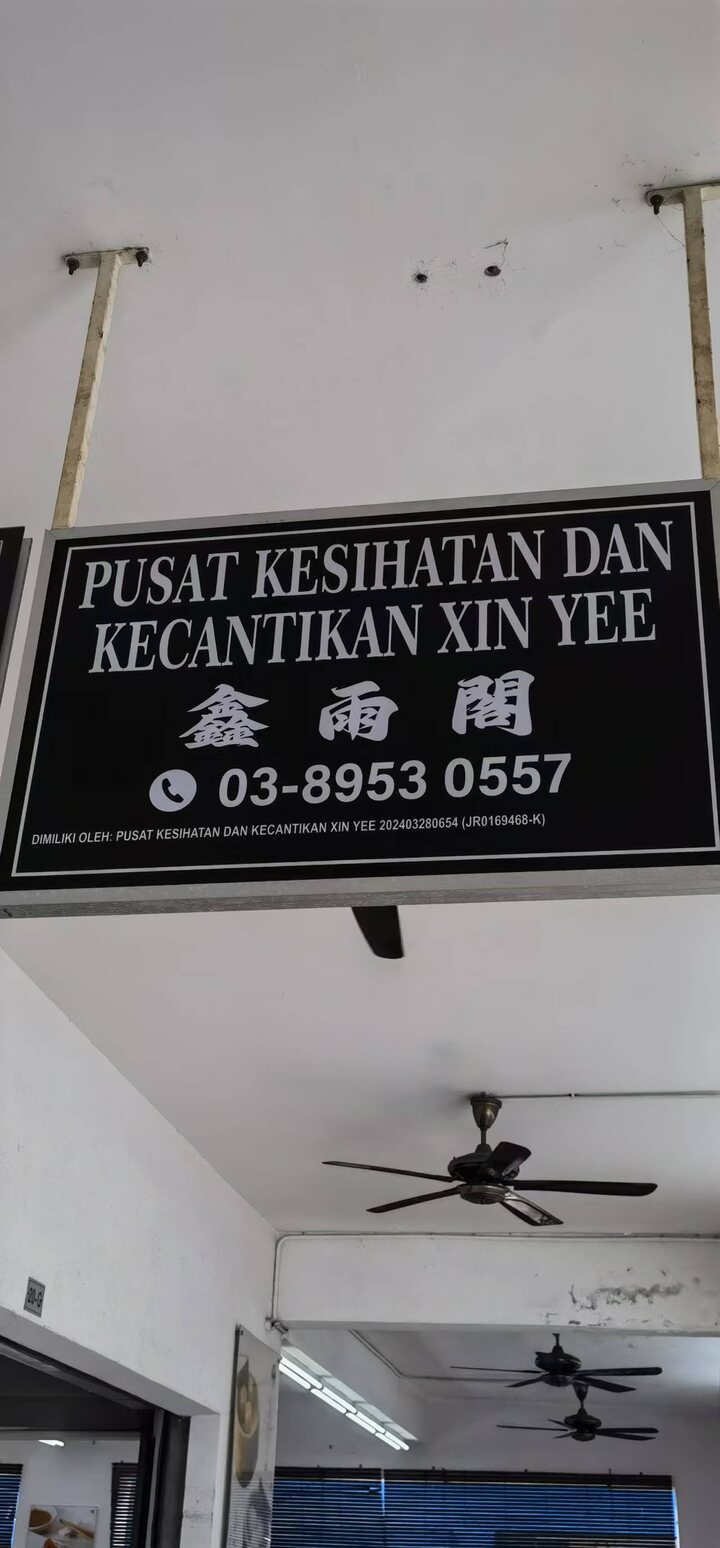 PUSAT KESIHATAN DAN
KECANTIKAN XIN YEE
鑫雨閣
03-8953 0557
DIMILIKI OLEH: PUSAT KESIHATAN DAN KECANTIKAN XIN YEE 202403280654 (JR0169468-K)
20-G